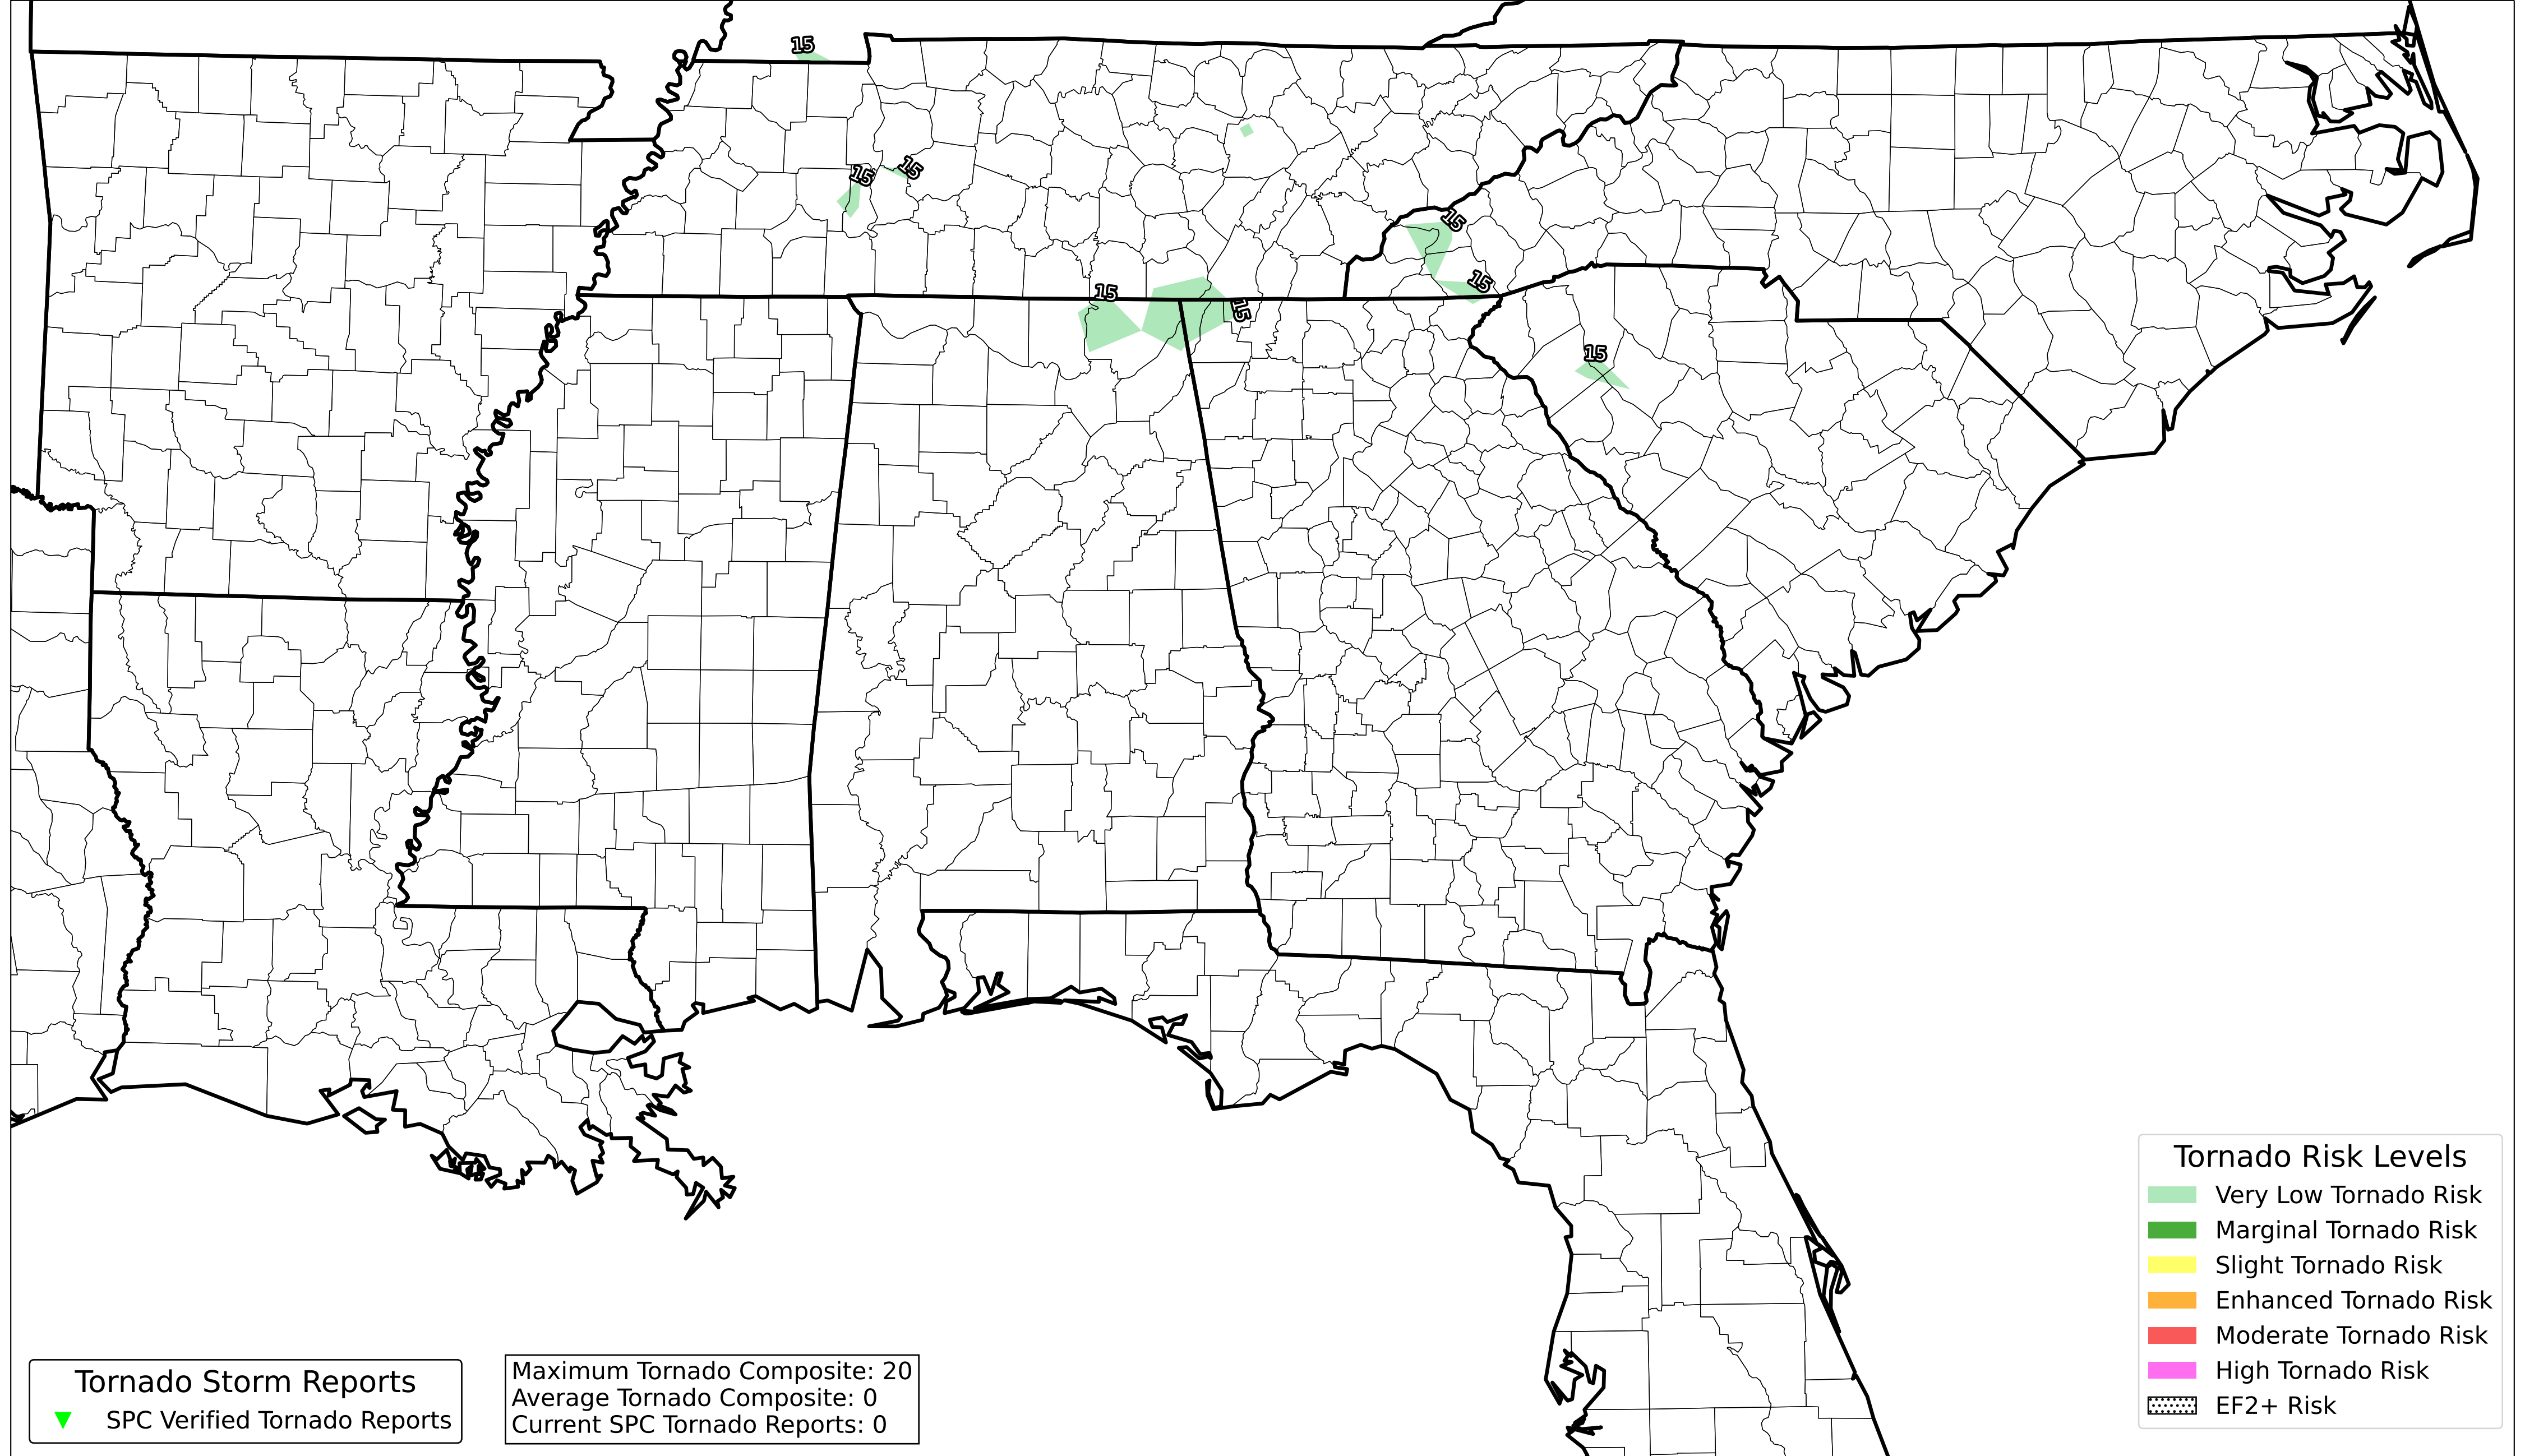 15
15
15
15
15
15
15
15
Tornado Risk Levels
Very Low Tornado Risk
Marginal Tornado Risk
Slight Tornado Risk
Enhanced Tornado Risk
Moderate Tornado Risk
High Tornado Risk
EF2+ Risk
Tornado Storm Reports
SPC Verified Tornado Reports
Maximum Tornado Composite: 20
Average Tornado Composite: 0
Current SPC Tornado Reports: 0